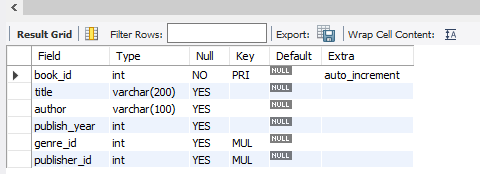 Result Grid Filter Rows: Export: Wrap Cell Content: IA
Field Type Null Key Default Extra
book_id int NO PRI NULL auto_increment
title varchar(200) YES NULL
author varchar(100) YES NULL
publish_year int YES NULL
genre_id int YES MUL NULL
publisher_id int YES MUL NULL